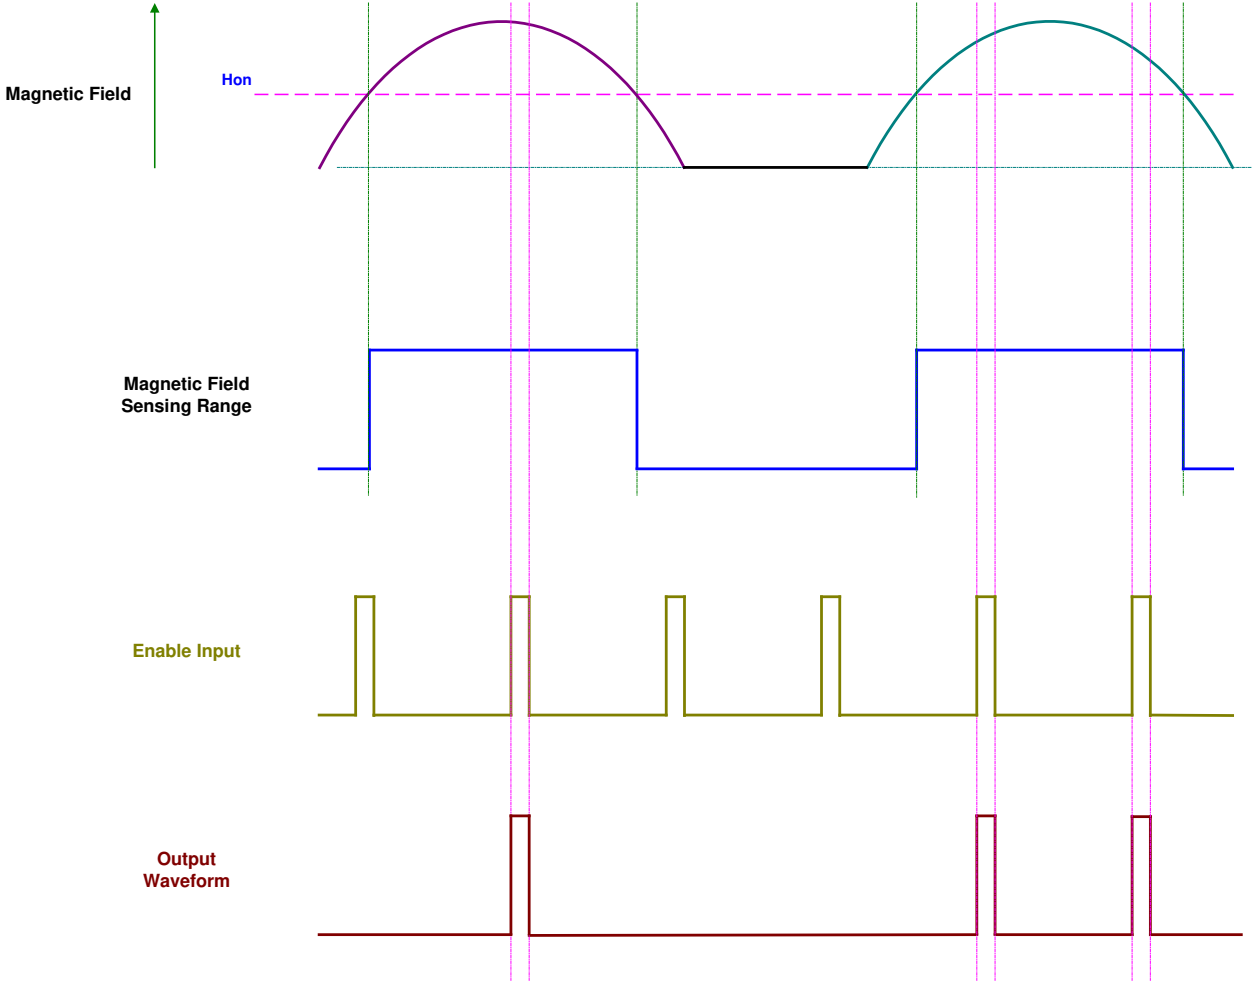 Hon
Magnetic Field
Magnetic Field
Sensing Range
Enable Input
Output
Waveform